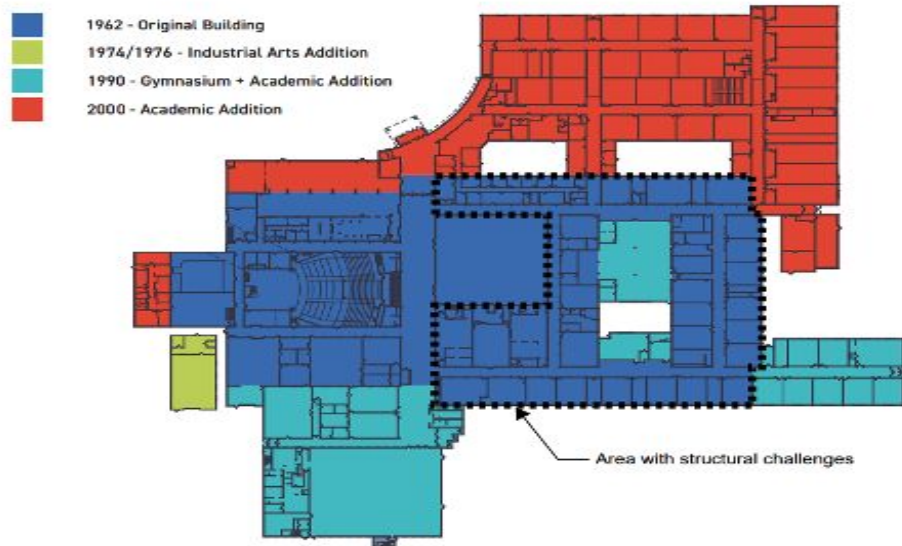 1962 - Original Building
1974/1976 - Industrial Arts Addition
1990 - Gymnasium + Academic Addition
2000 - Academic Addition
Area with structural challenges